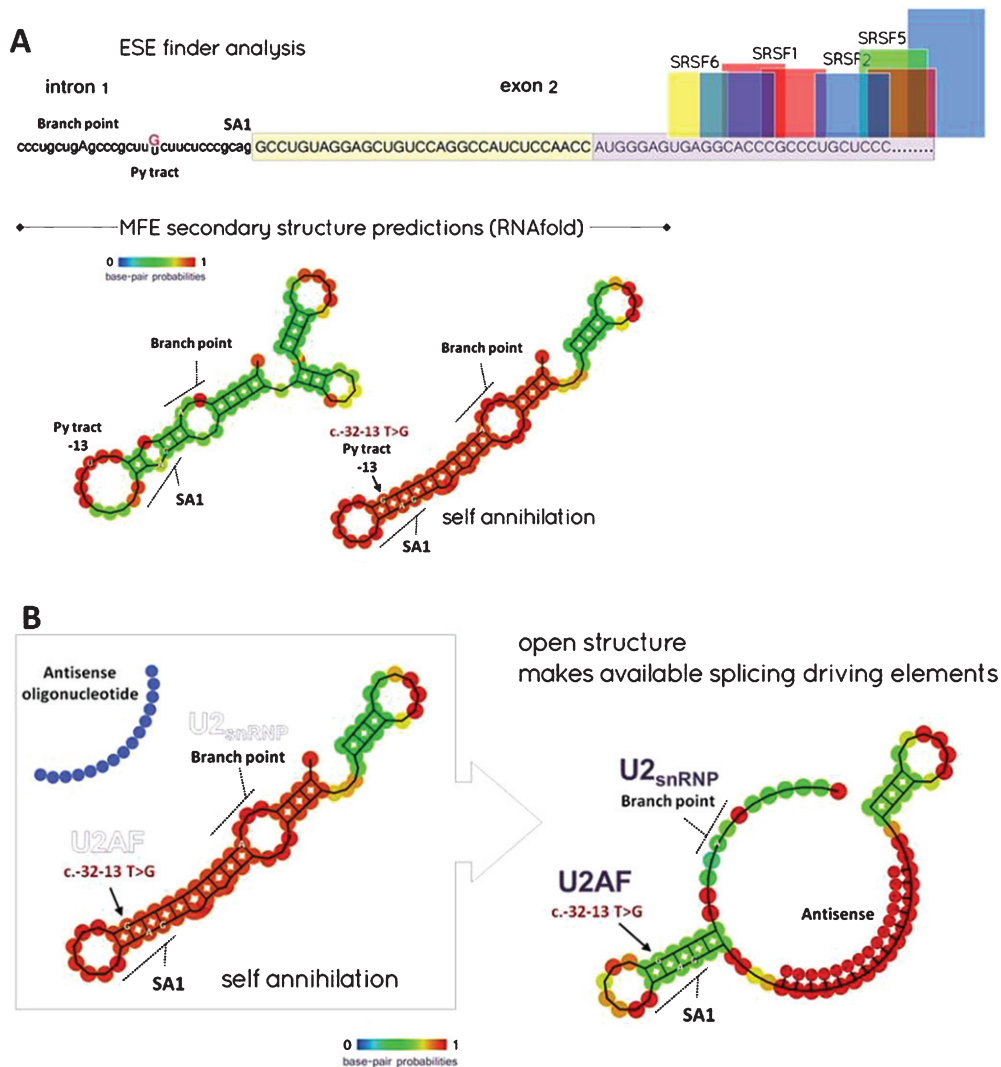 A
ESE finder analysis
SRSF6
SRSF1
SRSF2
SRSF5
intron 1
exon 2
Branch point
SA1
G
cccugcugAgcccgcuu u cuucucccgcag GCCUGUAGGAGCUGUCCAGGCCAUCUCCAACC AUGGGAGUGAGGCACCCGCCCUGCUCCC........
Py tract
MFE secondary structure predictions (RNAfold)
0 1
base-pair probabilities
Branch point
Py tract
-13
SA1
Branch point
c.-32-13 T>G
Py tract
-13
self annihilation
SA1
B
Antisense
oligonucleotide
U2snRNP
Branch point
U2AF
c.-32-13 T>G
SA1
self annihilation
open structure
makes available splicing driving elements
U2snRNP
Branch point
U2AF
c.-32-13 T>G
Antisense
SA1
0 1
base-pair probabilities